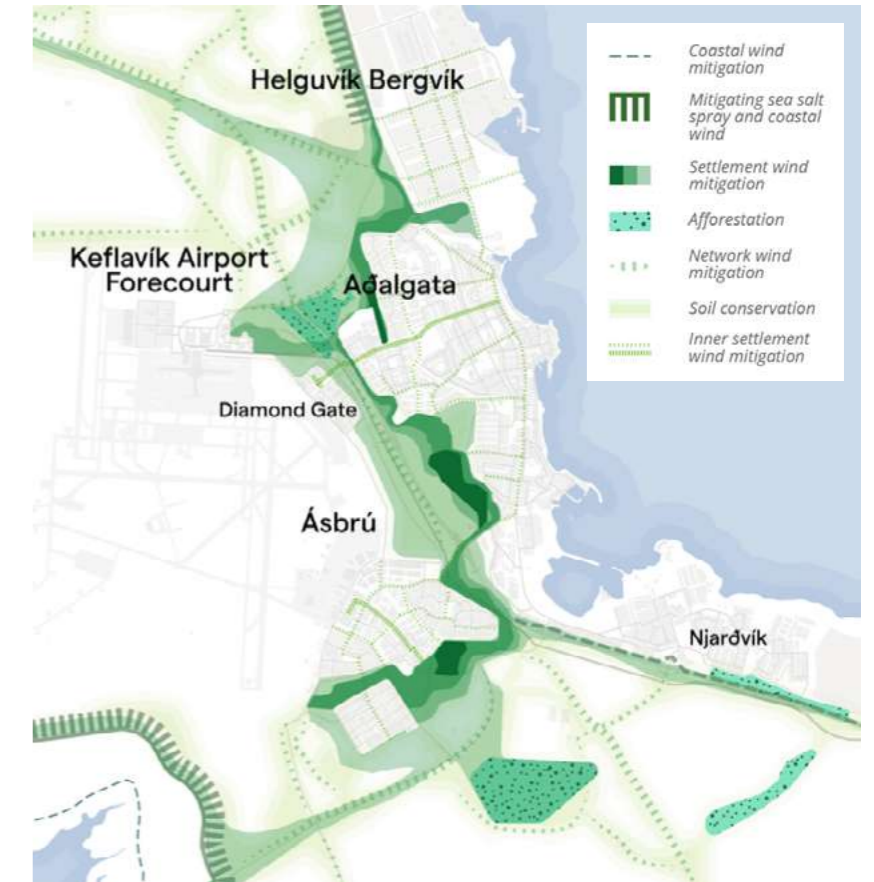 Helguvík Bergvík
Keflavík Airport
Forecourt
Aðalgata
Diamond Gate
Ásbrú
Njarðvík
Coastal wind
mitigation
Mitigating sea salt
spray and coastal
wind
Settlement wind
mitigation
Afforestation
Network wind
mitigation
Soil conservation
Inner settlement
wind mitigation